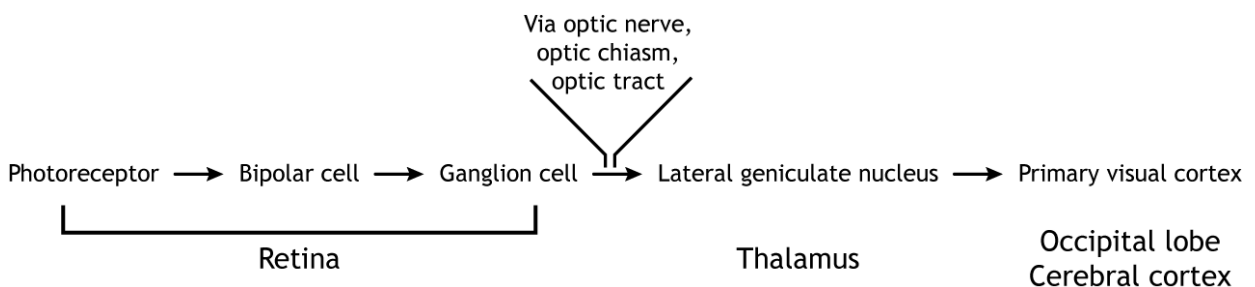 Via optic nerve,
optic chiasm,
optic tract
Photoreceptor Bipolar cell Ganglion cell Lateral geniculate nucleus Primary visual cortex
Retina Thalamus Occipital lobe
Cerebral cortex